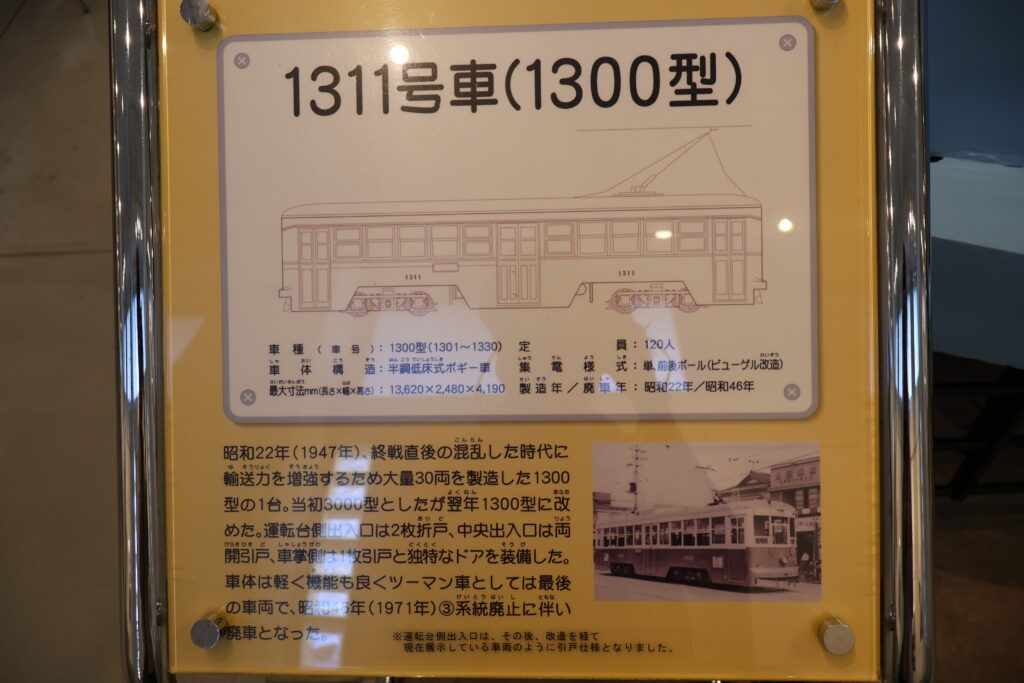 1311号車(1300型)
1311
1311
車種(車号):1300型(1301～1330)
定員:120人
車体構造:半鋼低床式ボギー車
集電様式:単、前後ポール(ビューゲル改造)
最大寸法mm(長さ×幅×高さ):13,620×2,480×4,190
製造年/廃車年:昭和22年/昭和46年
昭和22年(1947年)、終戦直後の混乱した時代に
輸送力を増強するため大量30両を製造した1300
型の1台。当初3000型としたが翌年1300型に改
めた。運転台側出入口は2枚折戸、中央出入口は両
開引戸、車掌側は1枚引戸と独特なドアを装備した。
車体は軽く機能も良くツーマン車としては最後
の車両で、昭和46年(1971年)③系統廃止に伴い
廃車となった。
※運転台側出入口は、その後、改造を経て
現在展示している車両のように引戸仕様となりました。